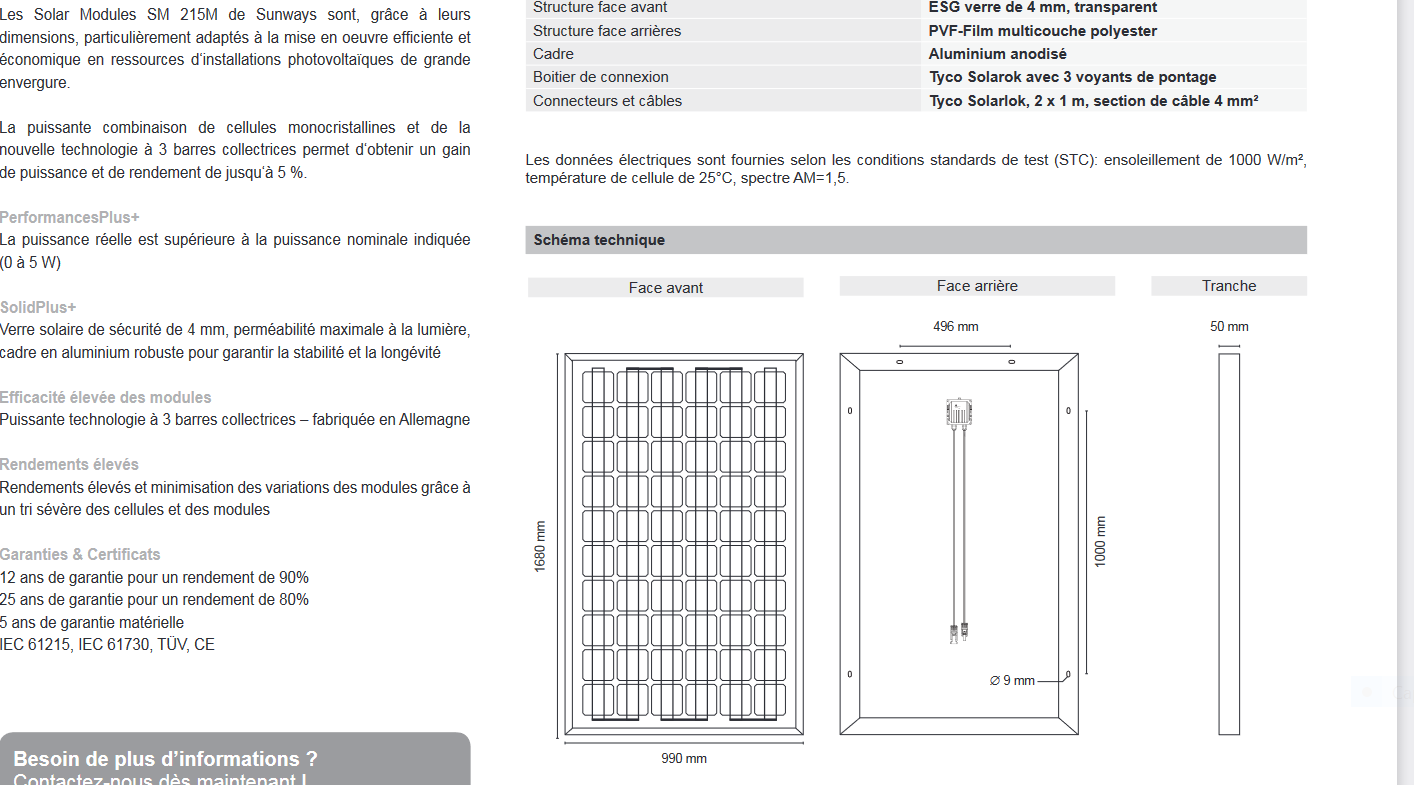 Les Solar Modules SM 215M de Sunways sont, grâce à leurs
dimensions, particulièrement adaptés à la mise en oeuvre efficiente et
économique en ressources d‘installations photovoltaïques de grande
envergure.
La puissante combinaison de cellules monocristallines et de la
nouvelle technologie à 3 barres collectrices permet d‘obtenir un gain
de puissance et de rendement de jusqu‘à 5 %.
PerformancesPlus+
La puissance réelle est supérieure à la puissance nominale indiquée
(0 à 5 W)
SolidPlus+
Verre solaire de sécurité de 4 mm, perméabilité maximale à la lumière,
cadre en aluminium robuste pour garantir la stabilité et la longévité
Efficacité élevée des modules
Puissante technologie à 3 barres collectrices – fabriquée en Allemagne
Rendements élevés
Rendements élevés et minimisation des variations des modules grâce à
un tri sévère des cellules et des modules
Garanties & Certificats
12 ans de garantie pour un rendement de 90%
25 ans de garantie pour un rendement de 80%
5 ans de garantie matérielle
IEC 61215, IEC 61730, TÜV, CE
Besoin de plus d’informations ?
Contactez-nous dès maintenant !
Structure face avant ESG verre de 4 mm, transparent
Structure face arrières PVF-Film multicouche polyester
Cadre Aluminium anodisé
Boitier de connexion Tyco Solarok avec 3 voyants de pontage
Connecteurs et câbles Tyco Solarlok, 2 x 1 m, section de câble 4 mm²
Les données électriques sont fournies selon les conditions standards de test (STC): ensoleillement de 1000 W/m²,
température de cellule de 25°C, spectre AM=1,5.
Schéma technique
Face avant
Face arrière
Tranche
496 mm
50 mm
1680 mm
1000 mm
Ø 9 mm
990 mm